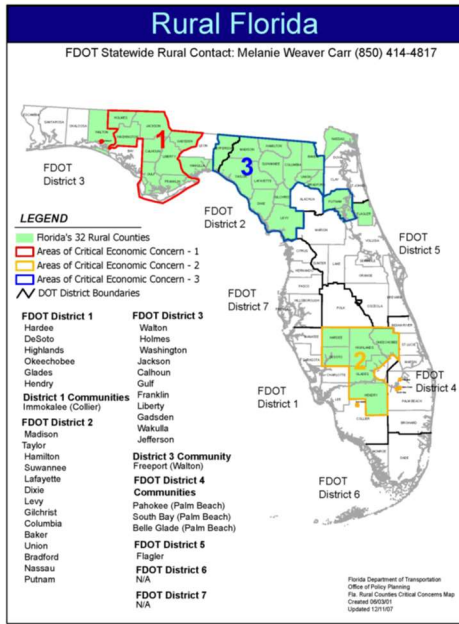 Rural Florida
FDOT Statewide Rural Contact: Melanie Weaver Carr (850) 414-4817
1
3
2
FDOT
District 3
FDOT
District 2
FDOT
District 5
FDOT
District 7
FDOT
District 4
FDOT
District 1
FDOT
District 6
LEGEND
Florida's 32 Rural Counties
Areas of Critical Economic Concern - 1
Areas of Critical Economic Concern - 2
Areas of Critical Economic Concern - 3
DOT District Boundaries
FDOT District 1
Hardee
DeSoto
Highlands
Okeechobee
Glades
Hendry
District 1 Communities
Immokalee (Collier)
FDOT District 2
Madison
Taylor
Hamilton
Suwannee
Lafayette
Dixie
Levy
Gilchrist
Columbia
Baker
Union
Bradford
Nassau
Putnam
FDOT District 3
Walton
Holmes
Washington
Jackson
Calhoun
Gulf
Franklin
Liberty
Gadsden
Wakulla
Jefferson
District 3 Community
Freeport (Walton)
FDOT District 4
Communities
Pahokee (Palm Beach)
South Bay (Palm Beach)
Belle Glade (Palm Beach)
FDOT District 5
Flagler
FDOT District 6
N/A
FDOT District 7
N/A
Florida Department of Transportation
Office of Policy Planning
Fla. Rural Counties Critical Concerns Map
Created 06/03/01
Updated 12/11/07